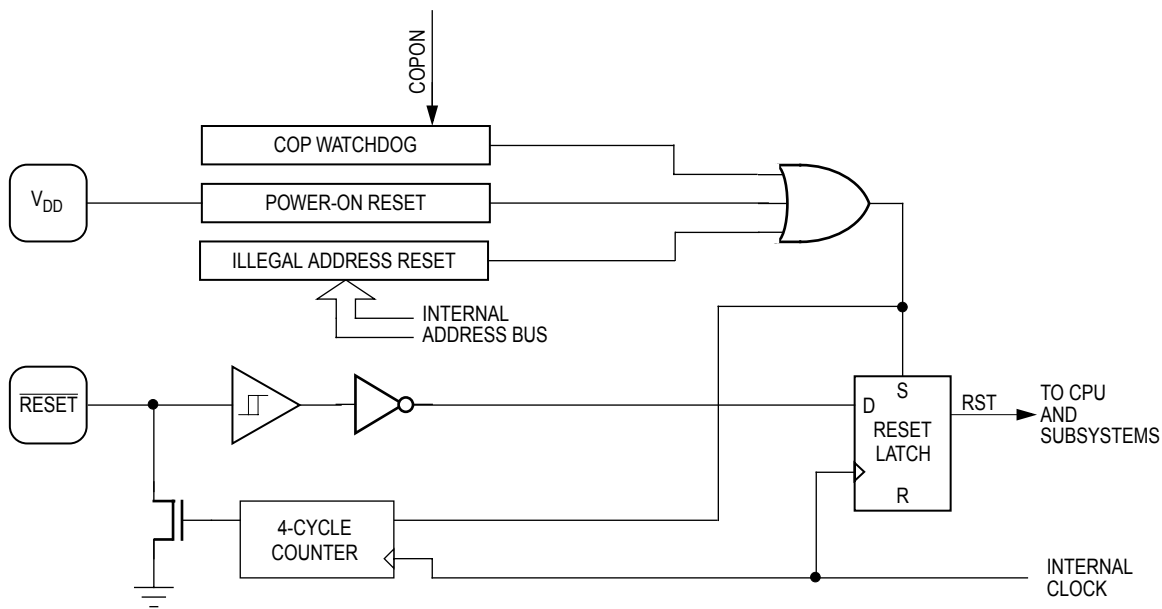 COPON
COP WATCHDOG
VDD
POWER-ON RESET
ILLEGAL ADDRESS RESET
INTERNAL
ADDRESS BUS
RESET
D
S
RESET
LATCH
R
RST
TO CPU
AND
SUBSYSTEMS
4-CYCLE
COUNTER
INTERNAL
CLOCK